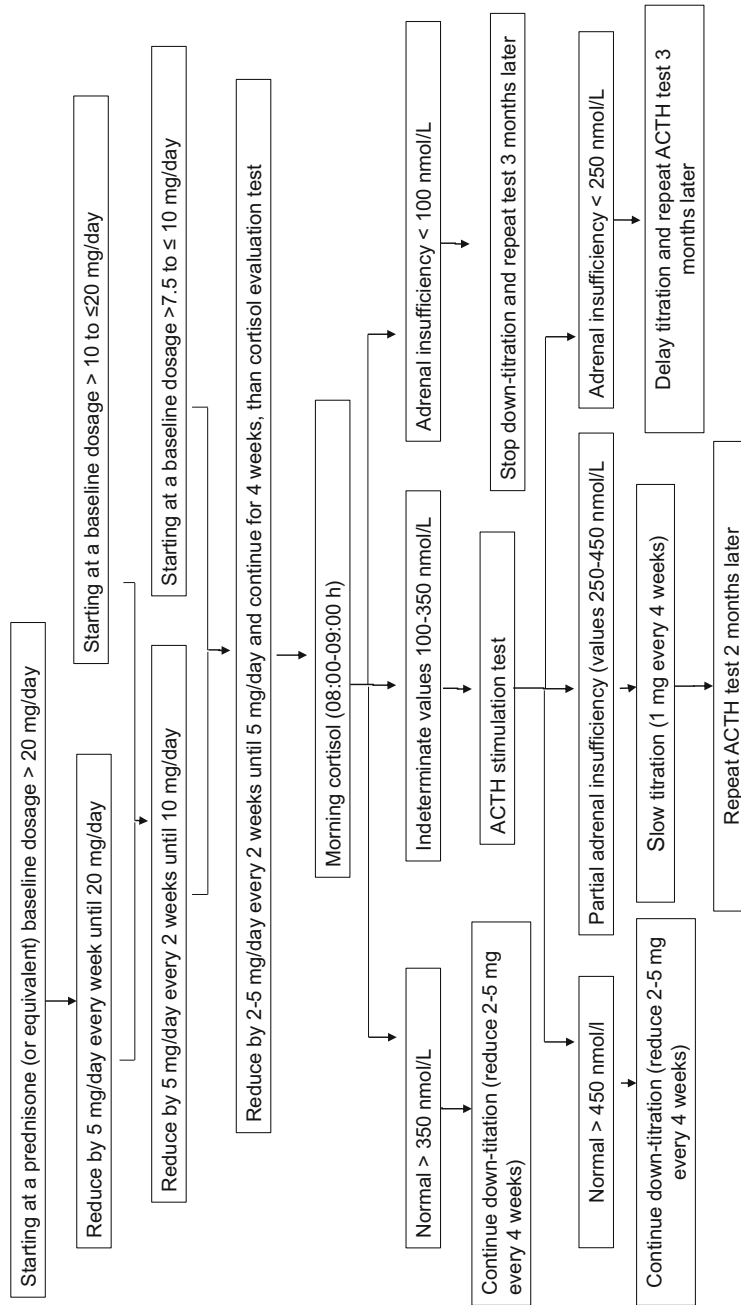 Starting at a prednisone (or equivalent) baseline dosage > 20 mg/day
Starting at a baseline dosage > 10 to ≤20 mg/day
Reduce by 5 mg/day every week until 20 mg/day
Starting at a baseline dosage >7.5 to ≤ 10 mg/day
Reduce by 5 mg/day every 2 weeks until 10 mg/day
Reduce by 2-5 mg/day every 2 weeks until 5 mg/day and continue for 4 weeks, than cortisol evaluation test
Morning cortisol (08:00-09:00 h)
Normal > 350 nmol/L
Indeterminate values 100-350 nmol/L
Adrenal insufficiency < 100 nmol/L
Continue down-titation (reduce 2-5 mg
every 4 weeks)
ACTH stimulation test
Stop down-titration and repeat test 3 months later
Normal > 450 nmol/l
Partial adrenal insufficiency (values 250-450 nmol/L
Adrenal insufficiency < 250 nmol/L
Continue down-titration (reduce 2-5 mg
every 4 weeks)
Slow titration (1 mg every 4 weeks)
Delay titration and repeat ACTH test 3
months later
Repeat ACTH test 2 months later